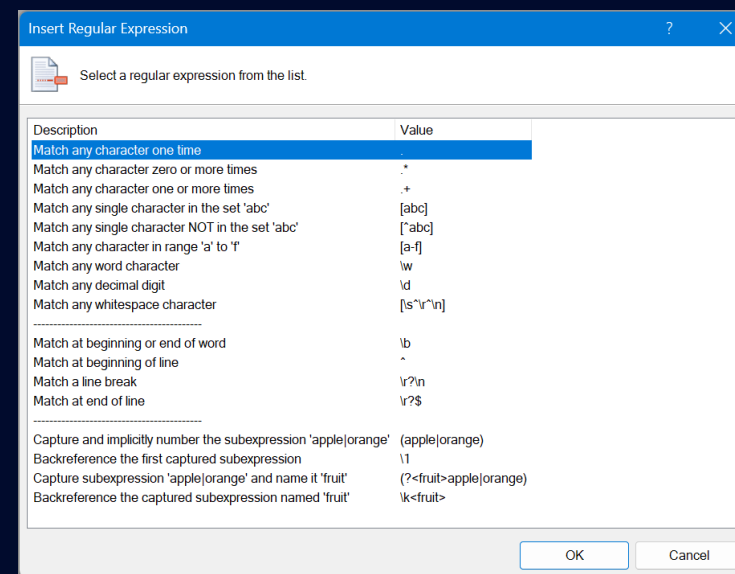 Insert Regular Expression ?
Select a regular expression from the list.
Description Value
Match any character one time .
Match any character zero or more times .*
Match any character one or more times .+
Match any single character in the set 'abc' [abc]
Match any single character NOT in the set 'abc' [^abc]
Match any character in range 'a' to 'f' [a-f]
Match any word character \w
Match any decimal digit \d
Match any whitespace character [\s^\r^\n]
------------------------------------------
Match at beginning or end of word \b
Match at beginning of line ^
Match a line break \r?\n
Match at end of line \r?$
------------------------------------------
Capture and implicitly number the subexpression 'apple|orange' (apple|orange)
Backreference the first captured subexpression \1
Capture subexpression 'apple|orange' and name it 'fruit' (?<fruit>apple|orange)
Backreference the captured subexpression named 'fruit' \k<fruit>
OK Cancel